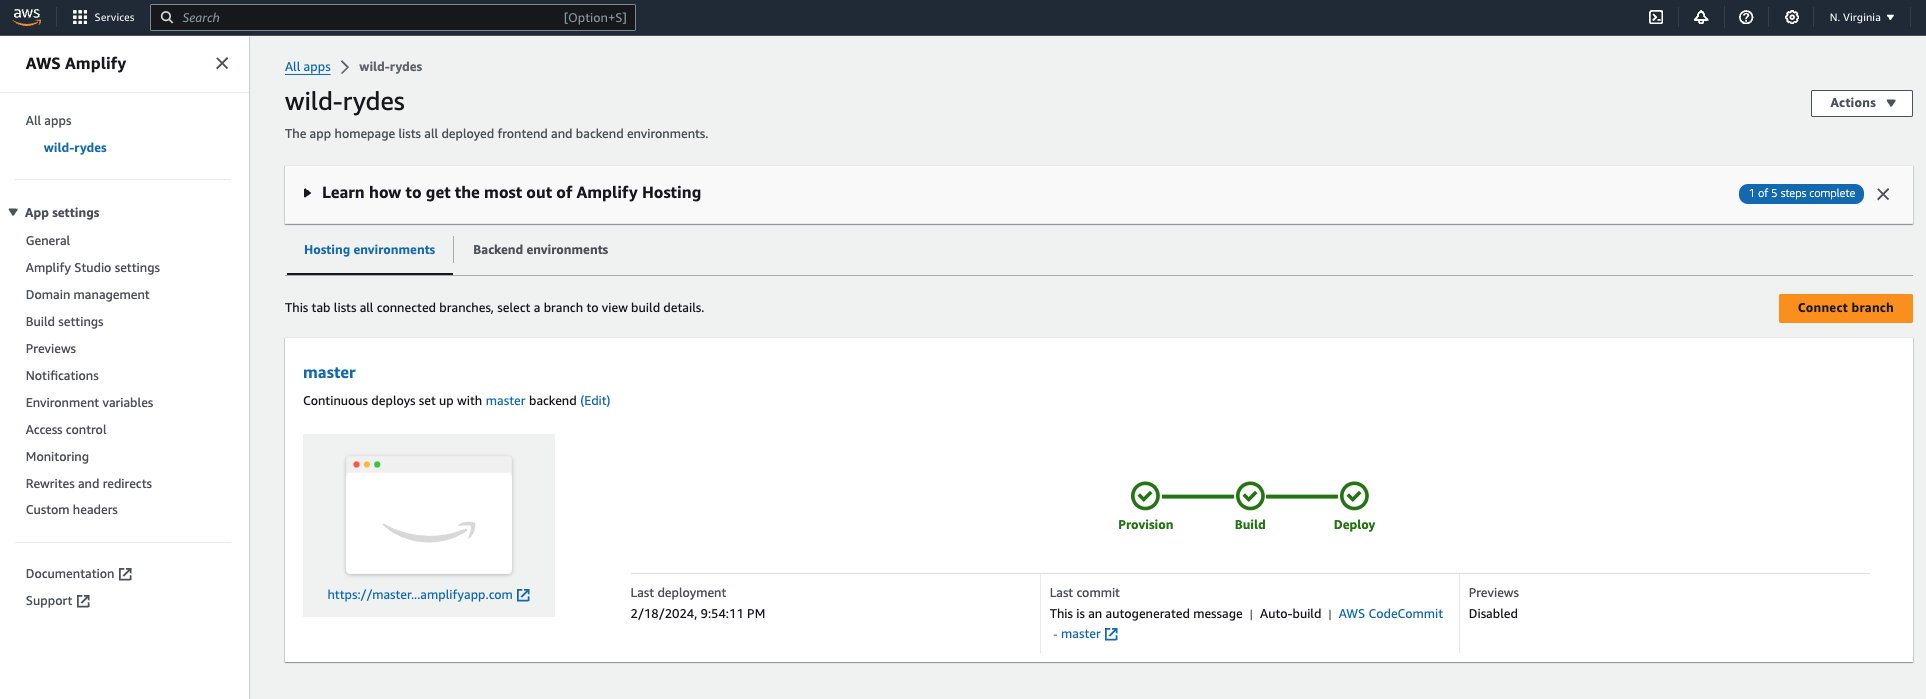 aws Services Search [Option+S] N. Virginia
AWS Amplify
All apps
wild-rydes
App settings
General
Amplify Studio settings
Domain management
Build settings
Previews
Notifications
Environment variables
Access control
Monitoring
Rewrites and redirects
Custom headers
Documentation
Support
All apps wild-rydes
wild-rydes
Actions
The app homepage lists all deployed frontend and backend environments.
Learn how to get the most out of Amplify Hosting 1 of 5 steps complete
Hosting environments Backend environments
This tab lists all connected branches, select a branch to view build details. Connect branch
master
Continuous deploys set up with master backend (Edit)
https://master...amplifyapp.com
Provision Build Deploy
Last deployment
2/18/2024, 9:54:11 PM
Last commit
This is an autogenerated message | Auto-build | AWS CodeCommit
- master
Previews
Disabled